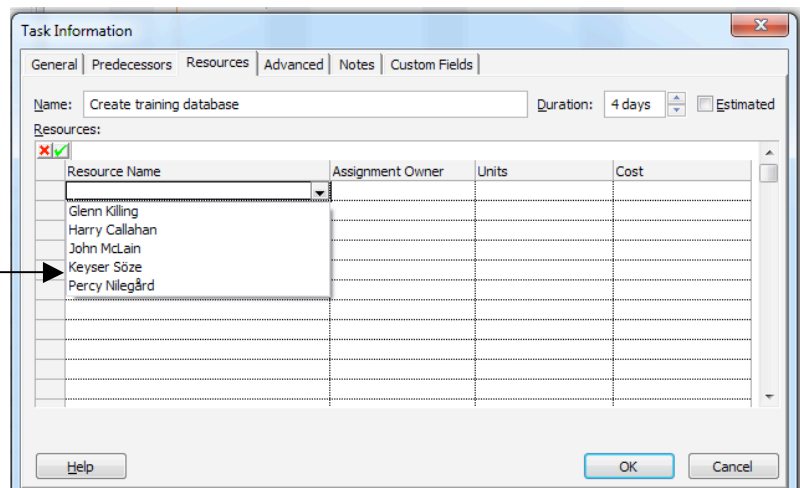 Task Information
General Predecessors Resources Advanced Notes Custom Fields
Name: Create training database Duration: 4 days Estimated
Resources:
Resource Name Assignment Owner Units Cost
Glenn Killing
Harry Callahan
John McLain
Keyser Söze
Percy Nilegård
Help OK Cancel